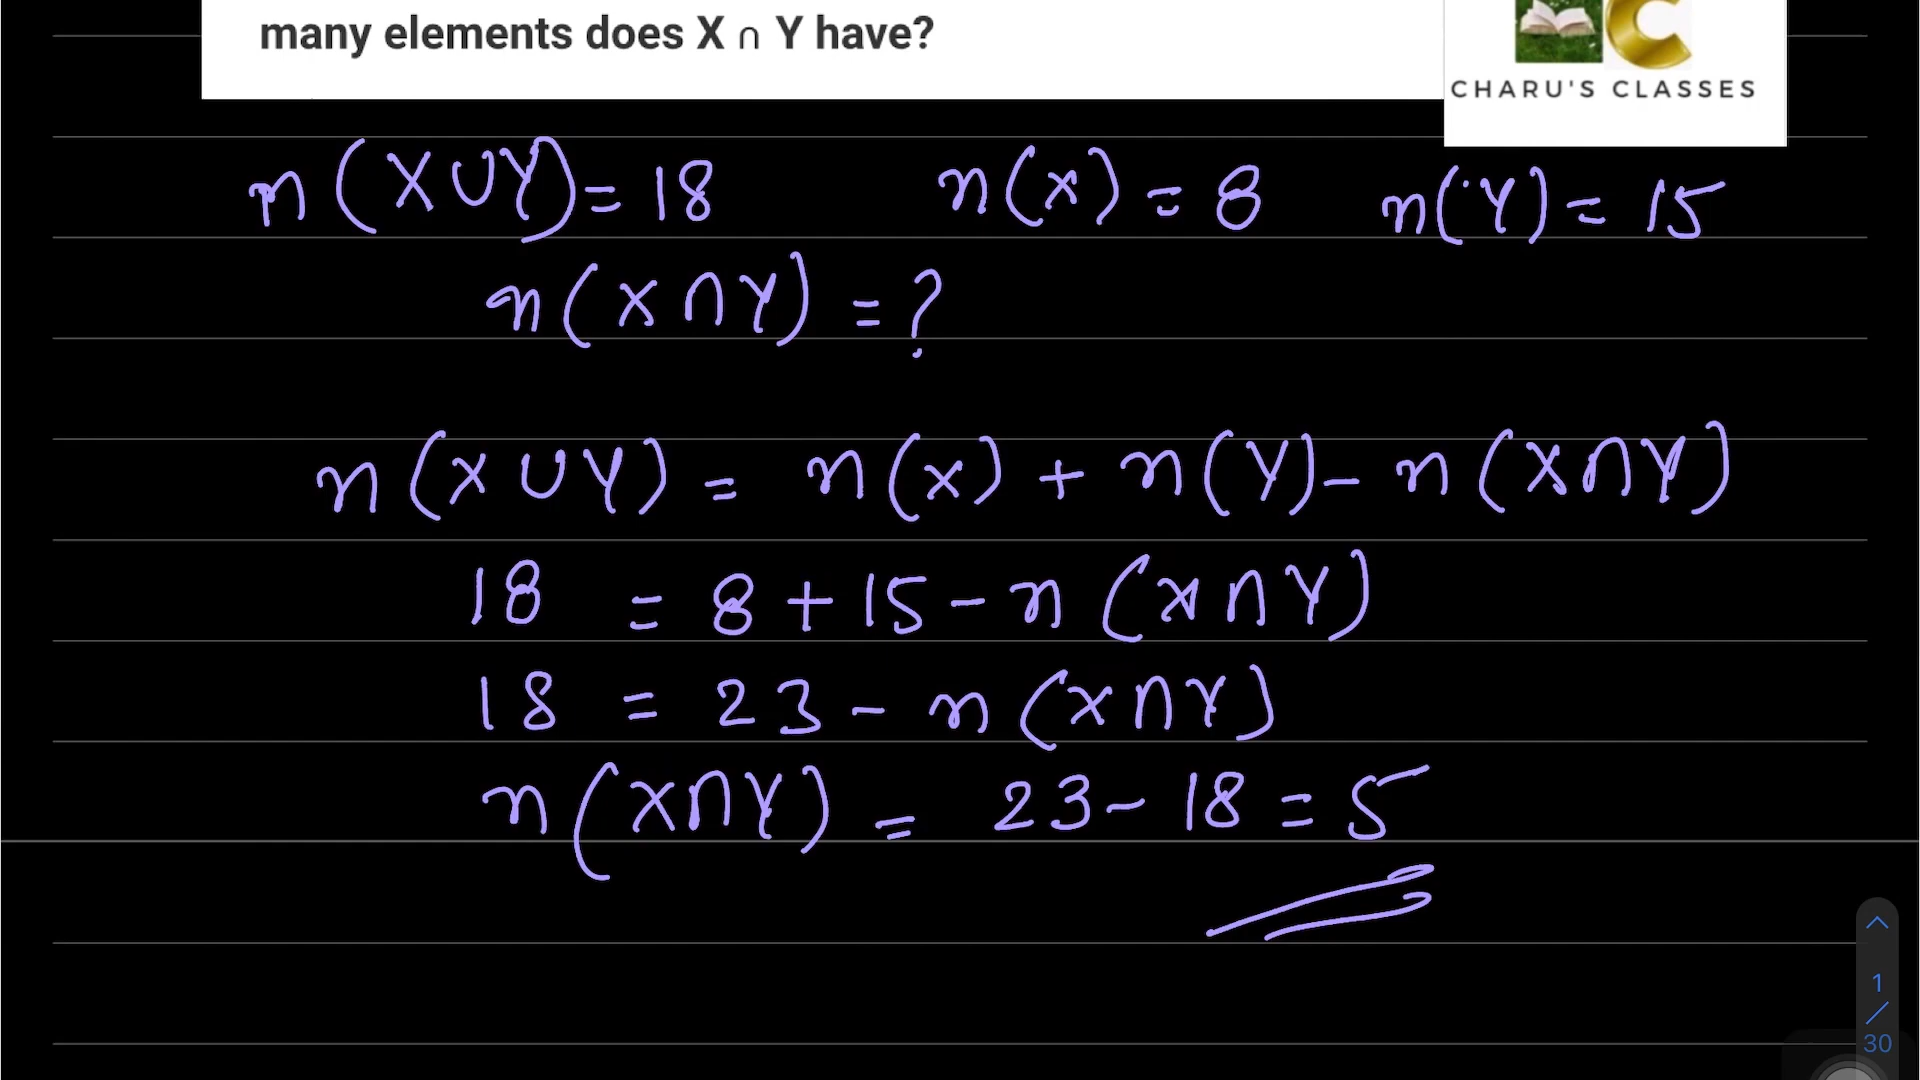 many elements does X ∩ Y have?
CHARU'S CLASSES
n(X∪Y) = 18 n(X) = 8 n(Y) = 15
n(X∩Y) = ?
n(X∪Y) = n(X) + n(Y) - n(X∩Y)
18 = 8 + 15 - n(X∩Y)
18 = 23 - n(X∩Y)
n(X∩Y) = 23 - 18 = 5
1
/
30